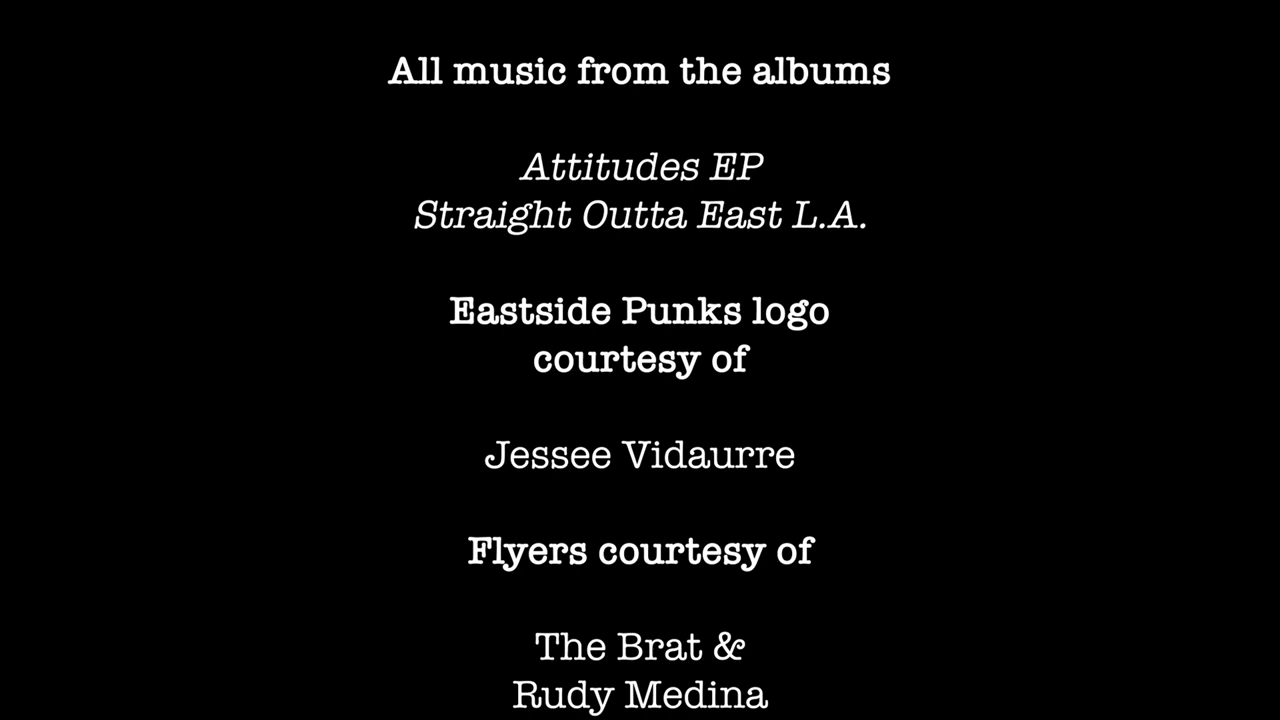 All music from the albums
Attitudes EP
Straight Outta East L.A.
Eastside Punks logo
courtesy of
Jessee Vidaurre
Flyers courtesy of
The Brat &
Rudy Medina